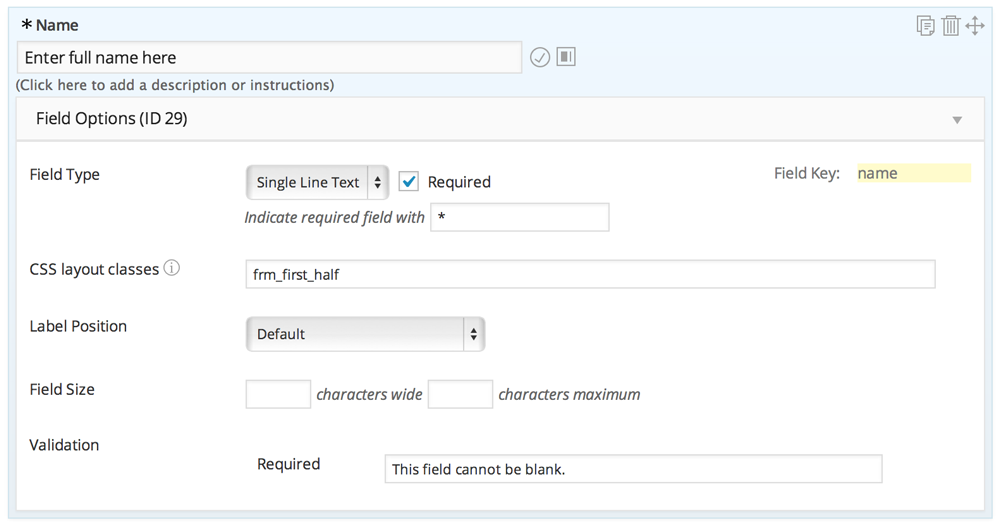 * Name
Enter full name here
(Click here to add a description or instructions)
Field Options (ID 29)
Field Type
Single Line Text
Required
Field Key: name
Indicate required field with *
CSS layout classes
frm_first_half
Label Position
Default
Field Size
characters wide
characters maximum
Validation
Required
This field cannot be blank.